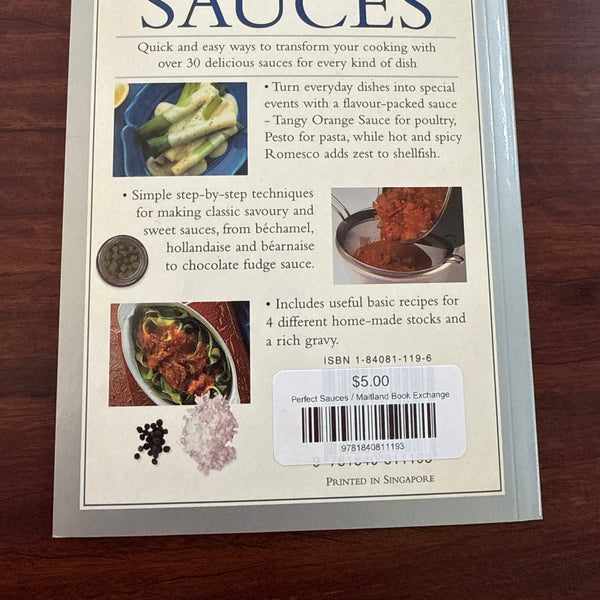 SAUCES
Quick and easy ways to transform your cooking with
over 30 delicious sauces for every kind of dish
• Turn everyday dishes into special
events with a flavour-packed sauce
– Tangy Orange Sauce for poultry,
Pesto for pasta, while hot and spicy
Romesco adds zest to shellfish.
• Simple step-by-step techniques
for making classic savoury and
sweet sauces, from béchamel,
hollandaise and béarnaise
to chocolate fudge sauce.
• Includes useful basic recipes for
4 different home-made stocks and
a rich gravy.
ISBN 1-84081-119-6
$5.00
Perfect Sauces / Maitland Book Exchange
9781840811193
9 781840 811193
PRINTED IN SINGAPORE